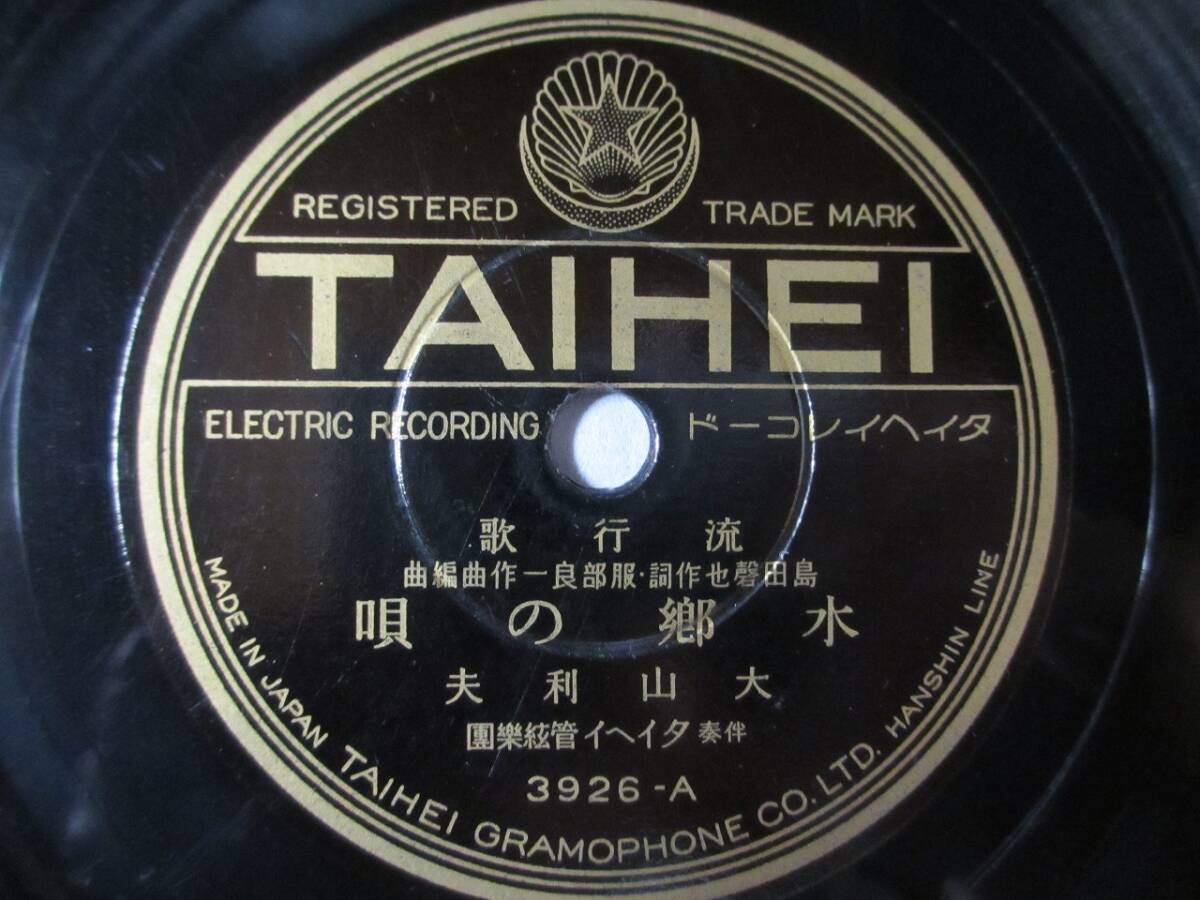 REGISTERED TRADE MARK
TAIHEI
ELECTRIC RECORDING
タイヘイレコード
流行歌
島田磬也作詞・服部良一作曲編曲
水鄕の唄
大山利夫
伴奏 タイヘイ管絃樂團
3926-A
MADE IN JAPAN TAIHEI GRAMOPHONE CO. LTD. HANSHIN LINE